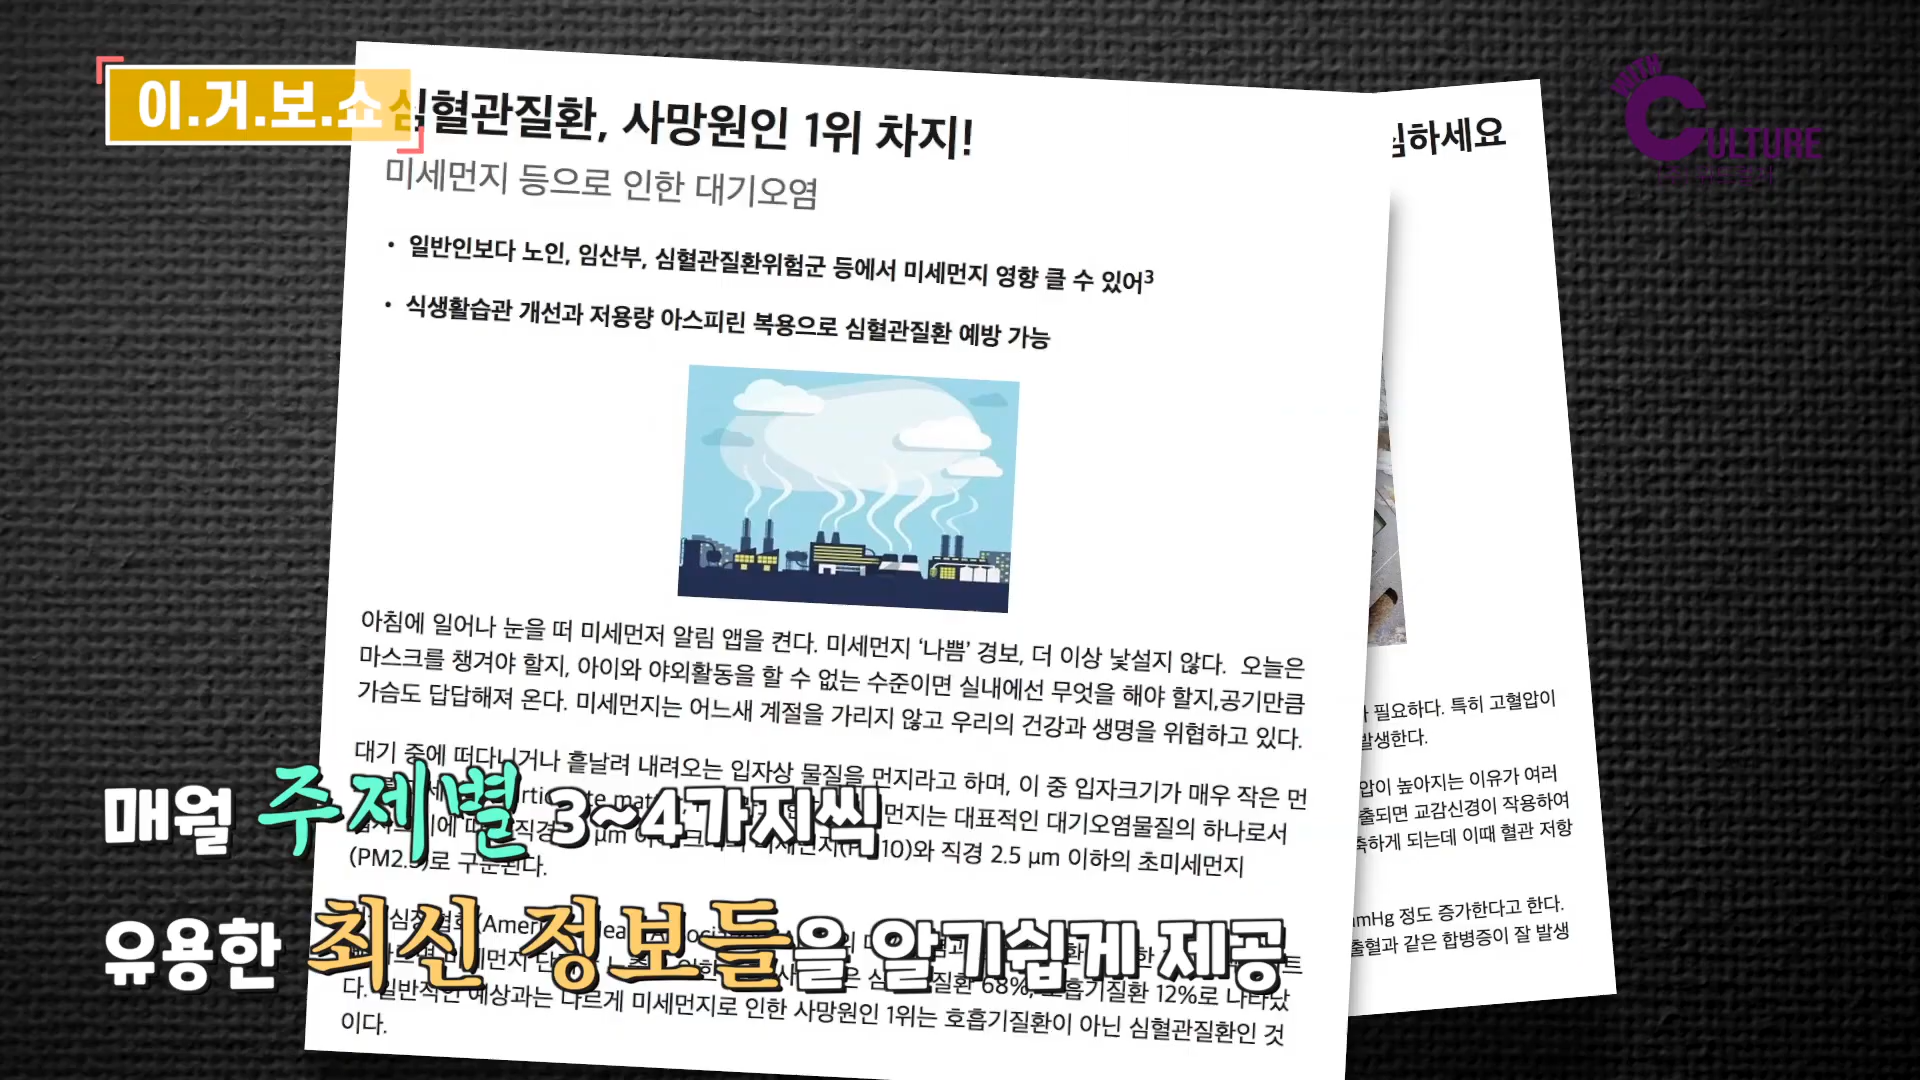 이.거.보.쇼
심혈관질환, 사망원인 1위 차지!
미세먼지 등으로 인한 대기오염
• 일반인보다 노인, 임산부, 심혈관질환위험군 등에서 미세먼지 영향 클 수 있어3
• 식생활습관 개선과 저용량 아스피린 복용으로 심혈관질환 예방 가능
아침에 일어나 눈을 떠 미세먼저 알림 앱을 켠다. 미세먼지 ‘나쁨’ 경보, 더 이상 낯설지 않다. 오늘은
마스크를 챙겨야 할지, 아이와 야외활동을 할 수 없는 수준이면 실내에선 무엇을 해야 할지,공기만큼
가슴도 답답해져 온다. 미세먼지는 어느새 계절을 가리지 않고 우리의 건강과 생명을 위협하고 있다.
대기 중에 떠다니거나 흩날려 내려오는 입자상 물질을 먼지라고 하며, 이 중 입자크기가 매우 작은 먼
먼지는 대표적인 대기오염물질의 하나로서
직경 2.5 μm 이하의 초미세먼지
(PM2.5)로 구분된다.
68%, 호흡기질환 12%로 나타났
다. 일반적인 예상과는 다르게 미세먼지로 인한 사망원인 1위는 호흡기질환이 아닌 심혈관질환인 것
이다.
매월 주제별 3~4가지씩
유용한 최신 정보들을 알기쉽게 제공
하세요
필요하다. 특히 고혈압이
발생한다.
압이 높아지는 이유가 여러
출되면 교감신경이 작용하여
축하게 되는데 이때 혈관 저항
mmHg 정도 증가한다고 한다.
출혈과 같은 합병증이 잘 발생
WITH
CULTURE